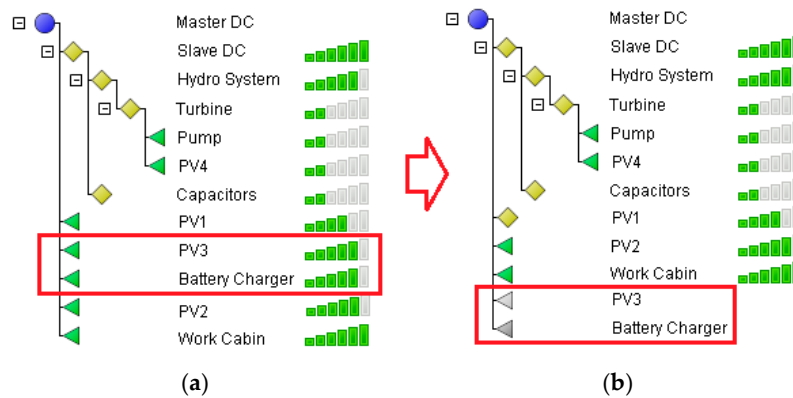 Master DC
Slave DC
Hydro System
Turbine
Pump
PV4
Capacitors
PV1
PV3
Battery Charger
PV2
Work Cabin
(a)
Master DC
Slave DC
Hydro System
Turbine
Pump
PV4
Capacitors
PV1
PV2
Work Cabin
PV3
Battery Charger
(b)